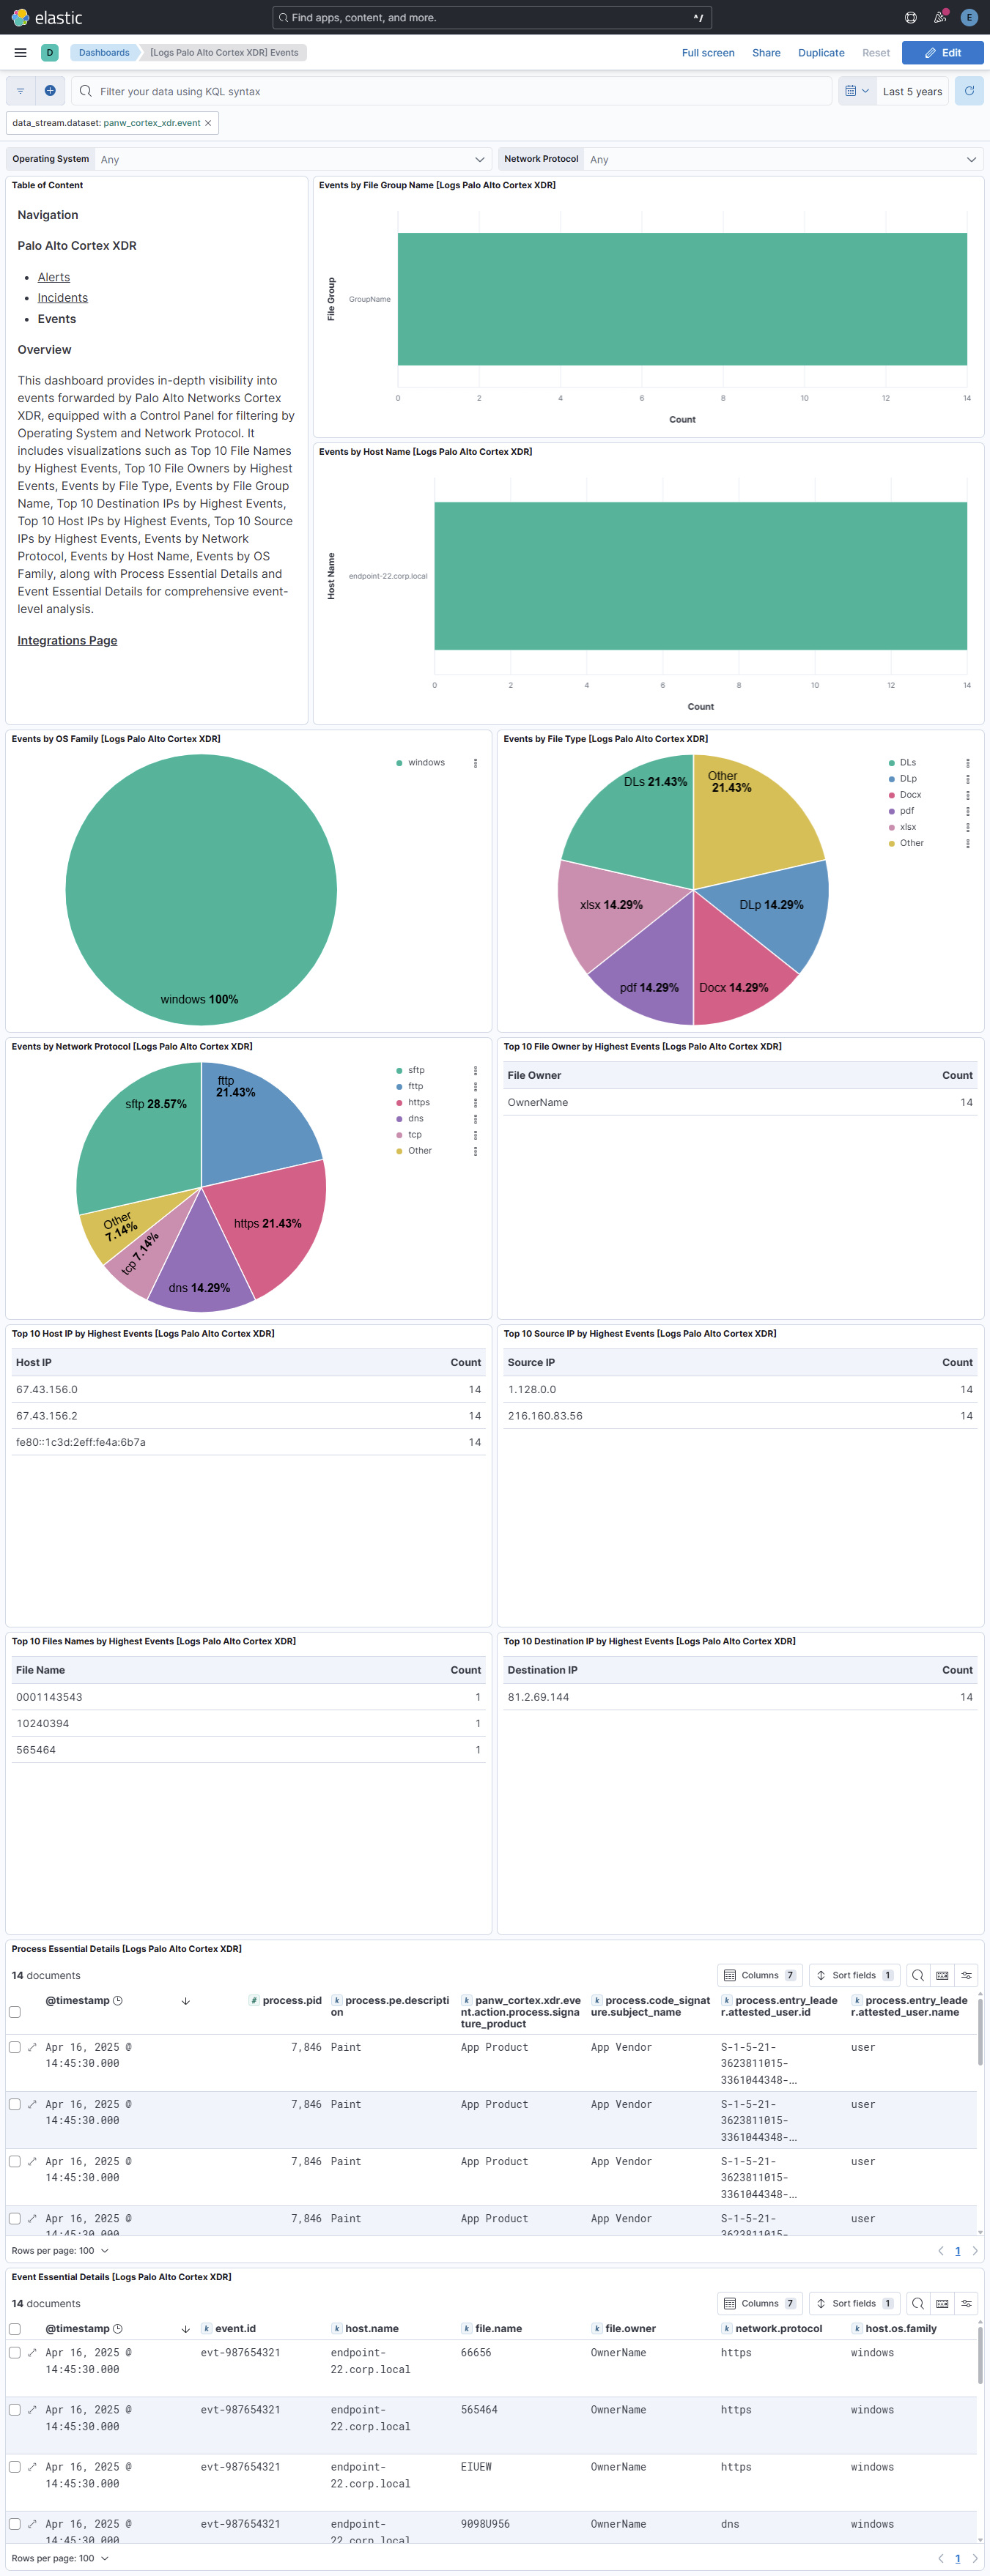 elastic
Find apps, content, and more.
^/
E
D
Dashboards
[Logs Palo Alto Cortex XDR] Events
Full screen
Share
Duplicate
Reset
Edit
Filter your data using KQL syntax
Last 5 years
data_stream.dataset: panw_cortex_xdr.event ×
Operating System Any
Network Protocol Any
Table of Content
Navigation
Palo Alto Cortex XDR
• Alerts
• Incidents
• Events
Overview
This dashboard provides in-depth visibility into
events forwarded by Palo Alto Networks Cortex
XDR, equipped with a Control Panel for filtering by
Operating System and Network Protocol. It
includes visualizations such as Top 10 File Names
by Highest Events, Top 10 File Owners by Highest
Events, Events by File Type, Events by File Group
Name, Top 10 Destination IPs by Highest Events,
Top 10 Host IPs by Highest Events, Top 10 Source
IPs by Highest Events, Events by Network
Protocol, Events by Host Name, Events by OS
Family, along with Process Essential Details and
Event Essential Details for comprehensive event-
level analysis.
Integrations Page
Events by File Group Name [Logs Palo Alto Cortex XDR]
File Group
GroupName
0 2 4 6 8 10 12 14
Count
Events by Host Name [Logs Palo Alto Cortex XDR]
Host Name
endpoint-22.corp.local
0 2 4 6 8 10 12 14
Count
Events by OS Family [Logs Palo Alto Cortex XDR]
windows
windows 100%
Events by File Type [Logs Palo Alto Cortex XDR]
DLs 21.43%
Other
21.43%
xlsx 14.29%
DLp 14.29%
pdf 14.29%
Docx 14.29%
DLs
DLp
Docx
pdf
xlsx
Other
Events by Network Protocol [Logs Palo Alto Cortex XDR]
fttp
21.43%
sftp 28.57%
Other
7.14%
tcp 7.14%
https 21.43%
dns 14.29%
sftp
fttp
https
dns
tcp
Other
Top 10 File Owner by Highest Events [Logs Palo Alto Cortex XDR]
File Owner Count
OwnerName 14
Top 10 Host IP by Highest Events [Logs Palo Alto Cortex XDR]
Host IP Count
67.43.156.0 14
67.43.156.2 14
fe80::1c3d:2eff:fe4a:6b7a 14
Top 10 Source IP by Highest Events [Logs Palo Alto Cortex XDR]
Source IP Count
1.128.0.0 14
216.160.83.56 14
Top 10 Files Names by Highest Events [Logs Palo Alto Cortex XDR]
File Name Count
0001143543 1
10240394 1
565464 1
Top 10 Destination IP by Highest Events [Logs Palo Alto Cortex XDR]
Destination IP Count
81.2.69.144 14
Process Essential Details [Logs Palo Alto Cortex XDR]
14 documents
Columns 7
Sort fields 1
@timestamp
# process.pid
k process.pe.descripti
on
k panw_cortex.xdr.eve
nt.action.process.signa
ture_product
k process.code_signat
ure.subject_name
k process.entry_leade
r.attested_user.id
k process.entry_leade
r.attested_user.name
Apr 16, 2025 @
14:45:30.000
7,846 Paint App Product App Vendor
S-1-5-21-
3623811015-
3361044348-…
user
Apr 16, 2025 @
14:45:30.000
7,846 Paint App Product App Vendor
S-1-5-21-
3623811015-
3361044348-…
user
Apr 16, 2025 @
14:45:30.000
7,846 Paint App Product App Vendor
S-1-5-21-
3623811015-
3361044348-…
user
Apr 16, 2025 @
14:45:30.000
7,846 Paint App Product App Vendor
S-1-5-21-
3623811015-
user
Rows per page: 100
1
Event Essential Details [Logs Palo Alto Cortex XDR]
14 documents
Columns 7
Sort fields 1
@timestamp k event.id k host.name k file.name k file.owner k network.protocol k host.os.family
Apr 16, 2025 @
14:45:30.000
evt-987654321
endpoint-
22.corp.local
66656 OwnerName https windows
Apr 16, 2025 @
14:45:30.000
evt-987654321
endpoint-
22.corp.local
565464 OwnerName https windows
Apr 16, 2025 @
14:45:30.000
evt-987654321
endpoint-
22.corp.local
EIUEW OwnerName https windows
Apr 16, 2025 @
14:45:30.000
evt-987654321
endpoint-
22.corp.local
9098U956 OwnerName dns windows
Rows per page: 100
1